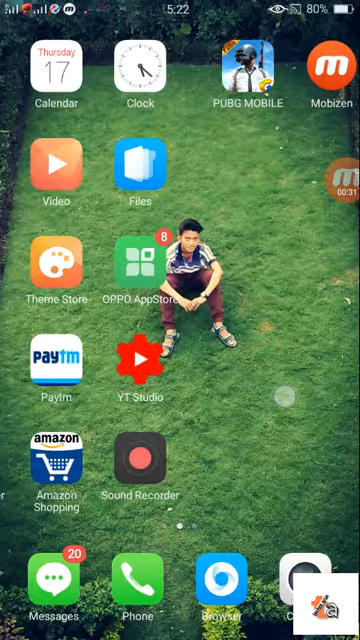 5:22
80%
Thursday
17
Calendar
Clock
PUBG
PUBG MOBILE
Mobizen
Video
Files
00:31
Theme Store
8
OPPO AppStore
paytm
Paytm
YT Studio
amazon
Amazon
Shopping
Sound Recorder
20
Messages
Phone
Browser